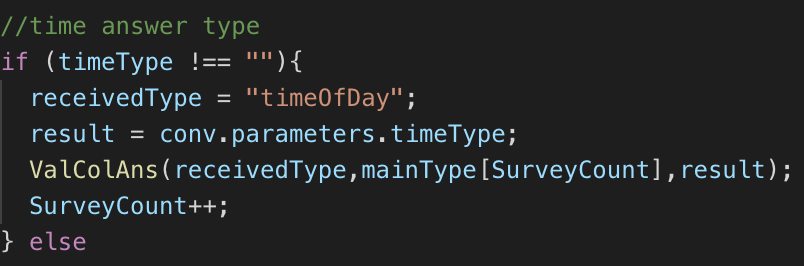 //time answer type
if (timeType !== ""){
receivedType = "timeOfDay";
result = conv.parameters.timeType;
ValColAns(receivedType,mainType[SurveyCount],result);
SurveyCount++;
} else